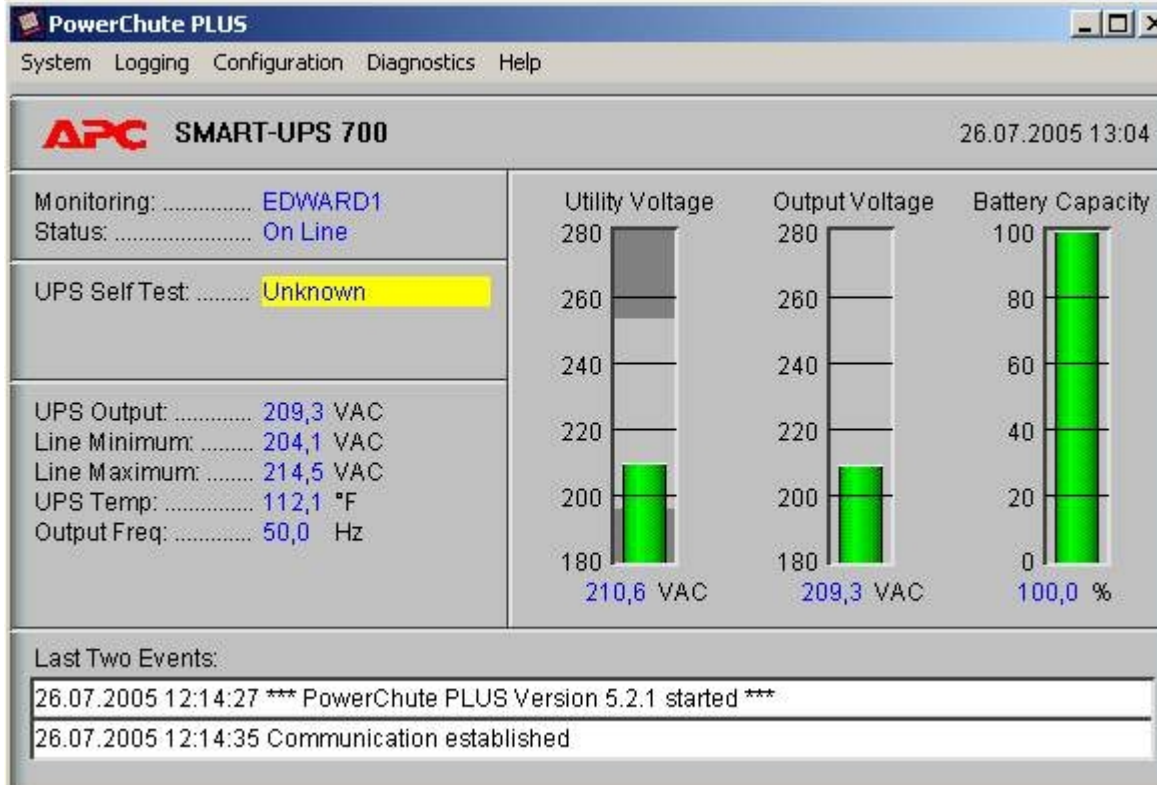 PowerChute PLUS
System Logging Configuration Diagnostics Help
APC SMART-UPS 700 26.07.2005 13:04
Monitoring: .............. EDWARD1
Status: ...................... On Line
UPS Self Test: ......... Unknown
UPS Output: ............. 209,3 VAC
Line Minimum: ......... 204,1 VAC
Line Maximum: ........ 214,5 VAC
UPS Temp: ............... 112,1 °F
Output Freq: ............. 50,0 Hz
Utility Voltage Output Voltage Battery Capacity
280 280 100
260 260 80
240 240 60
220 220 40
200 200 20
180 180 0
210,6 VAC 209,3 VAC 100,0 %
Last Two Events:
26.07.2005 12:14:27 *** PowerChute PLUS Version 5.2.1 started ***
26.07.2005 12:14:35 Communication established